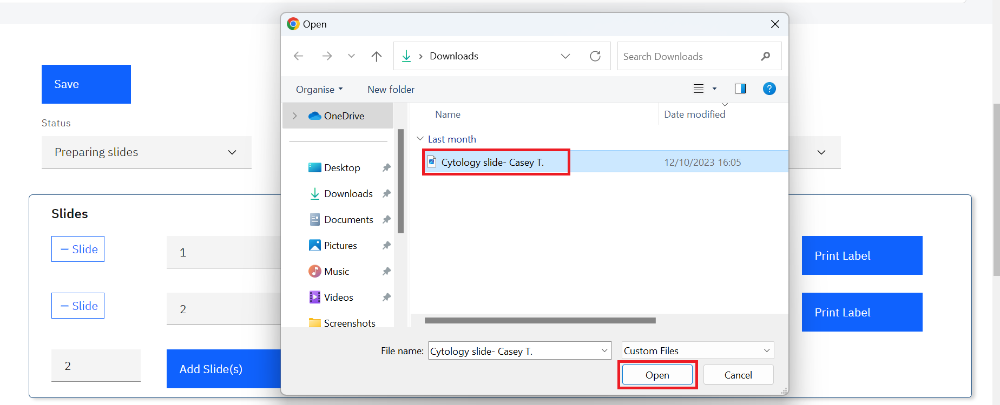 Open
Downloads
Search Downloads
Save
Organise
New folder
?
Status
OneDrive
Name
Date modified
Preparing slides
Last month
Cytology slide- Casey T.
12/10/2023 16:05
Desktop
Downloads
Documents
Pictures
Music
Videos
Screenshots
Slides
— Slide
1
Print Label
— Slide
2
Print Label
File name:
Cytology slide- Casey T.
Custom Files
2
Add Slide(s)
Open
Cancel